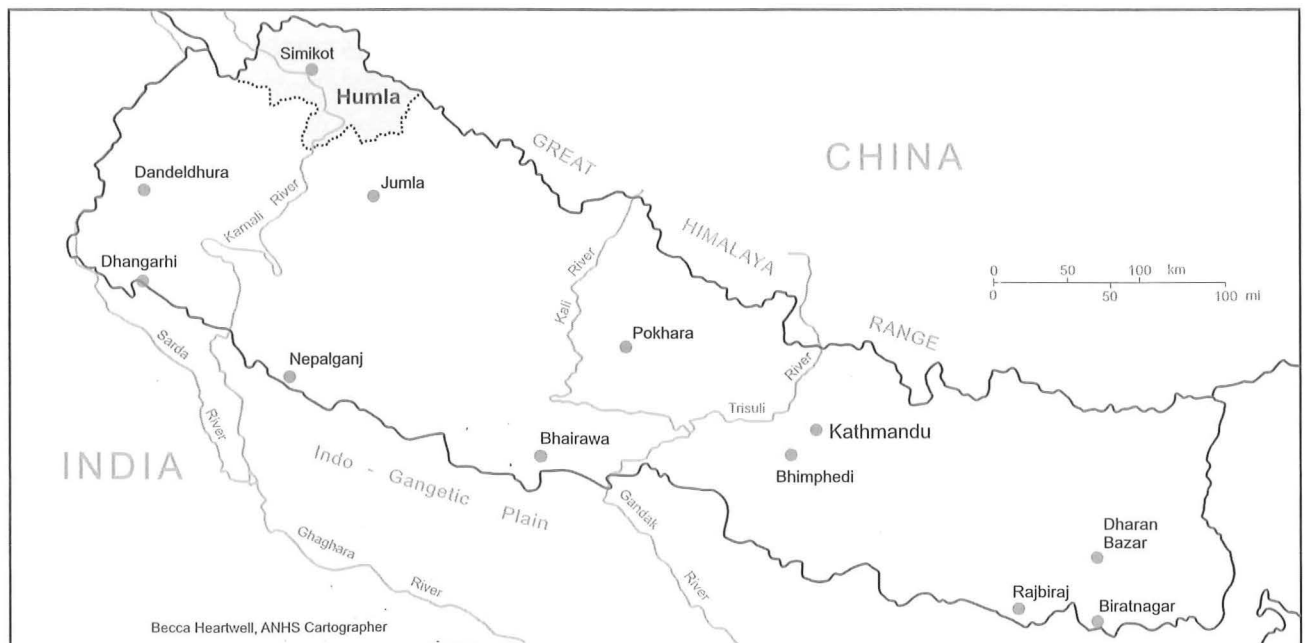 Simikot
Humla
GREAT
CHINA
Dandeldhura
Jumla
Karnali River
HIMALAYA
Dhangarhi
Kali River
0 50 100 km
0 50 100 mi
Sarda River
Pokhara
RANGE
Nepalganj
River
Trisuli
Kathmandu
Bhairawa
INDIA
Indo - Gangetic Plain
Bhimphedi
Gandak River
Ghaghara River
Dharan
Bazar
Rajbiraj
Biratnagar
Becca Heartwell, ANHS Cartographer